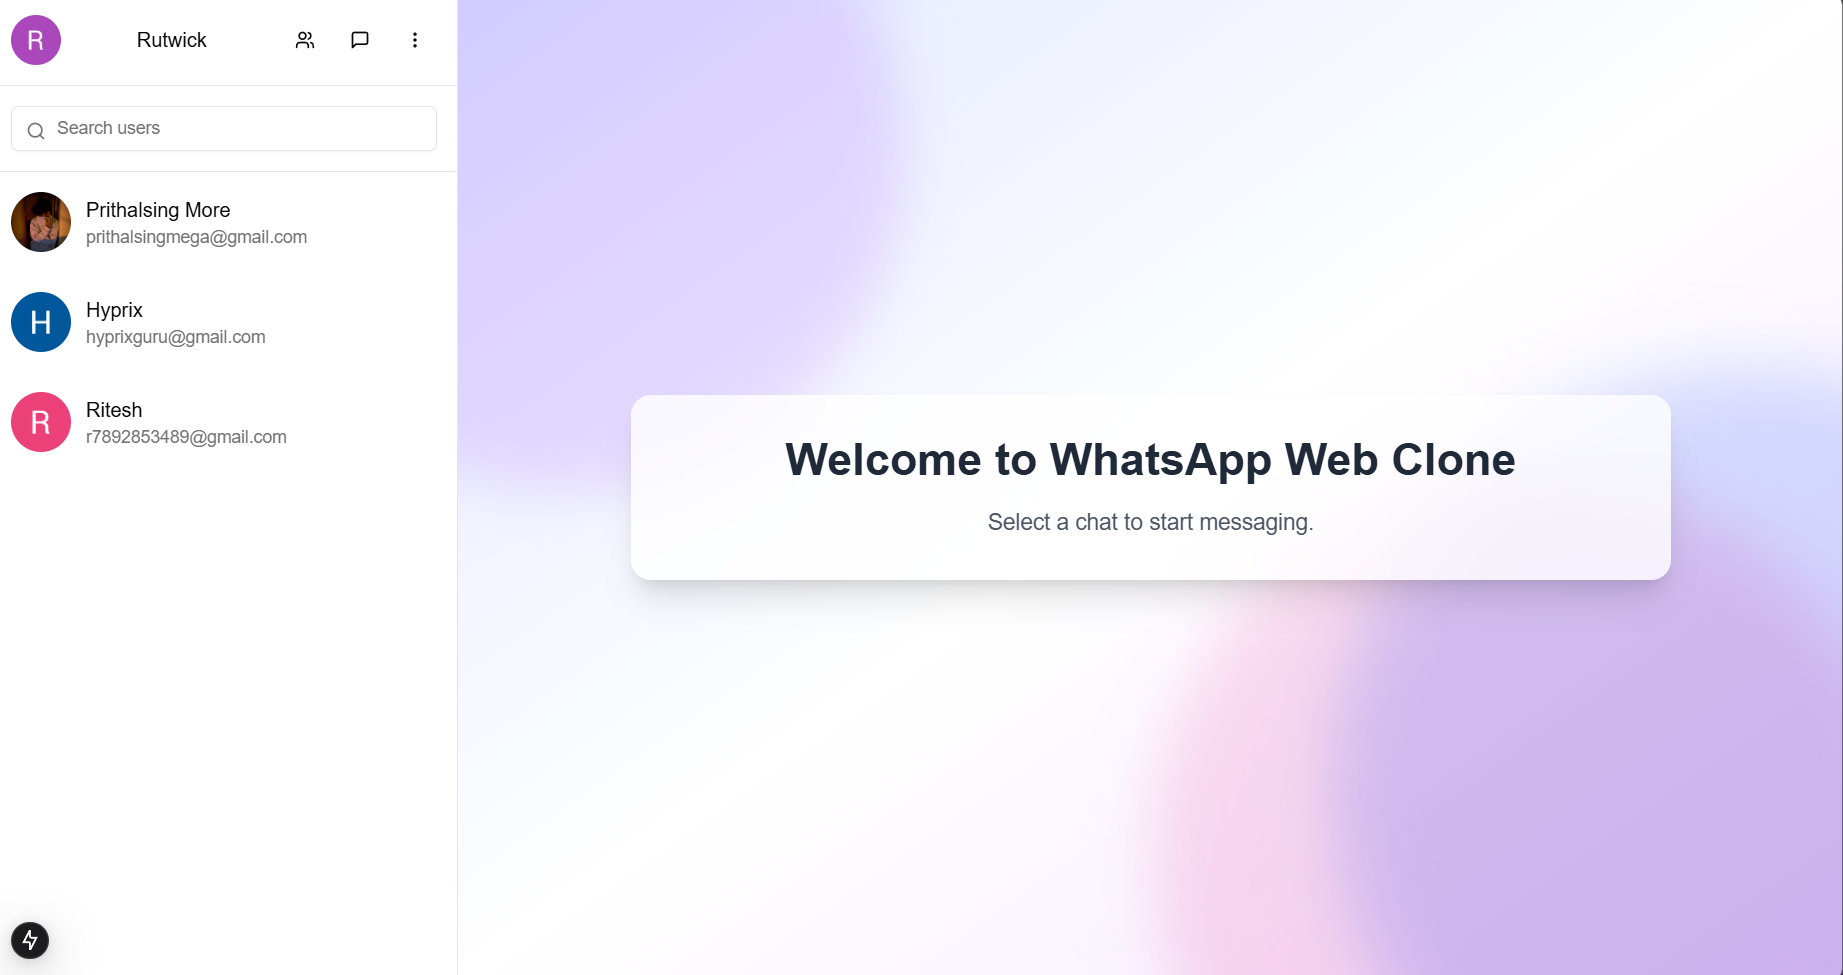 R
Rutwick
Search users
Prithalsing More
prithalsingmega@gmail.com
H
Hyprix
hyprixguru@gmail.com
R
Ritesh
r7892853489@gmail.com
Welcome to WhatsApp Web Clone
Select a chat to start messaging.